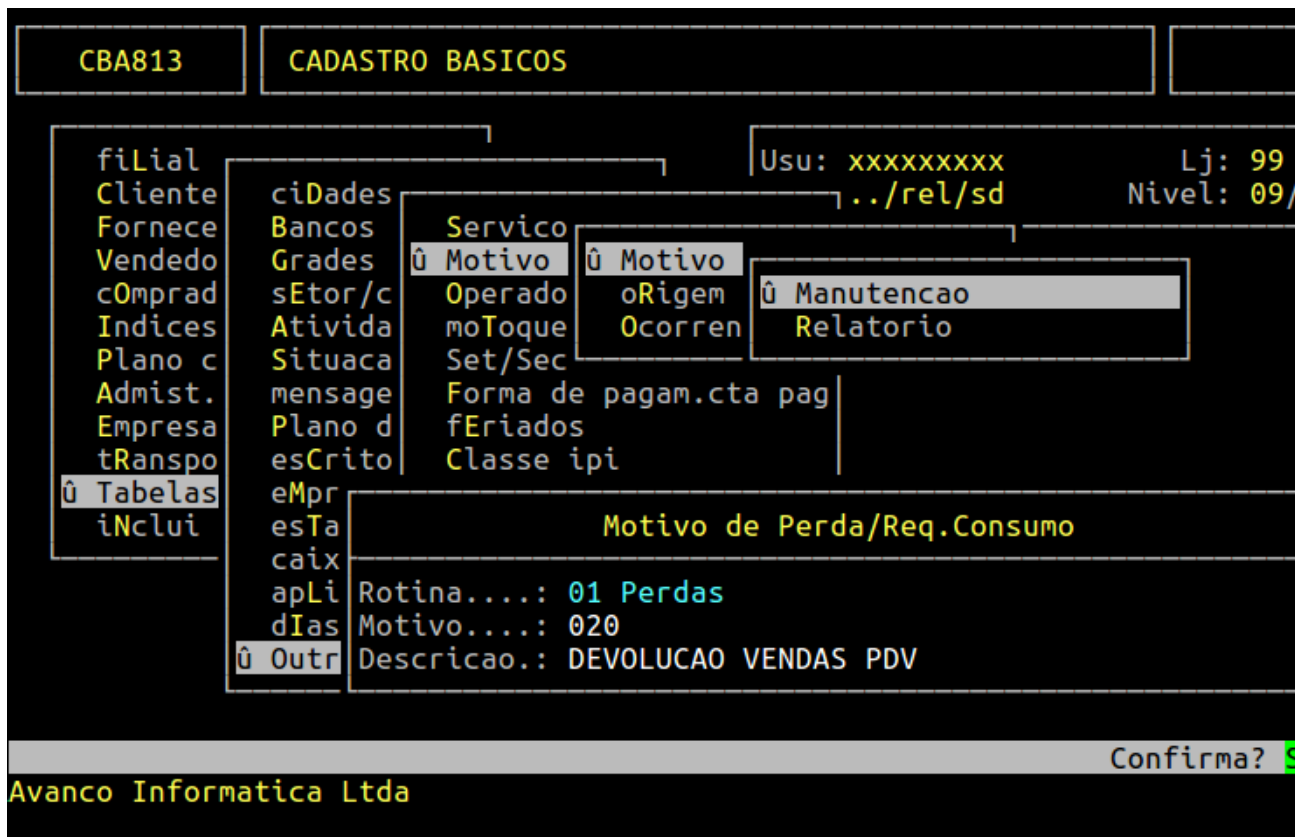 CBA813 CADASTRO BASICOS
fiLial Usu: xxxxxxxxx Lj: 99
Cliente ciDades ../rel/sd Nivel: 09/
Fornece Bancos Servico
Vendedo Grades û Motivo û Motivo
cOmprad sEtor/c Operado oRigem û Manutencao
Indices Ativida moToque Ocorren Relatorio
Plano c Situaca Set/Sec
Admist. mensage Forma de pagam.cta pag
Empresa Plano d fEriados
tRanspo esCrito Classe ipi
û Tabelas eMpr
iNclui esTa Motivo de Perda/Req.Consumo
caix
apLi Rotina....: 01 Perdas
dIas Motivo....: 020
û Outr Descricao.: DEVOLUCAO VENDAS PDV
Confirma? S
Avanco Informatica Ltda